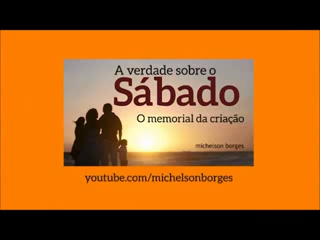 A verdade sobre o
Sábado
O memorial da criação
michelson borges
youtube.com/michelsonborges